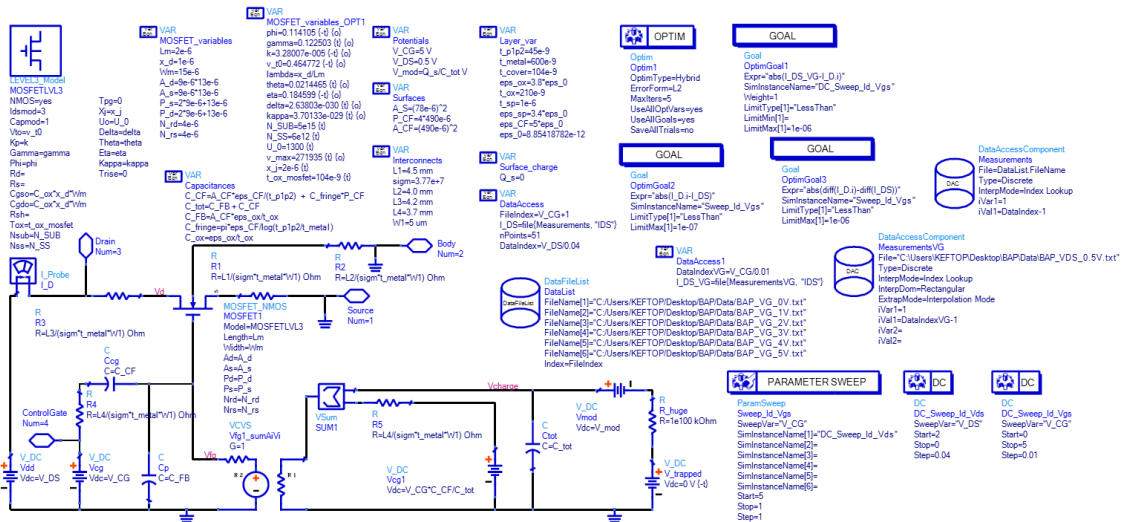 LEVEL3_Model
MOSFETLVL3
NMOS=yes
Idsmod=3
Capmod=1
Vto=v_t0
Kp=k
Gamma=gamma
Phi=phi
Rd=
Rs=
Cgso=C_ox*x_d*Wm
Cgdo=C_ox*x_d*Wm
Rsh=
Tox=t_ox_mosfet
Nsub=N_SUB
Nss=N_SS
Tpg=0
Xj=x_j
Uo=U_0
Delta=delta
Theta=theta
Eta=eta
Kappa=kappa
Trise=0
VAR
MOSFET_variables
Lm=2e-6
x_d=1e-6
Wm=15e-6
A_d=9e-6*13e-6
A_s=9e-6*13e-6
P_s=2*9e-6+13e-6
P_d=2*9e-6+13e-6
N_rd=4e-6
N_rs=4e-6
VAR
MOSFET_variables_OPT1
phi=0.114105 {-t} {o}
gamma=0.122503 {t} {o}
k=3.28007e-005 {-t} {o}
v_t0=0.464772 {-t} {o}
lambda=x_d/Lm
theta=0.0214465 {t} {o}
eta=0.184599 {-t} {o}
delta=2.63803e-030 {t} {o}
kappa=3.70133e-029 {t} {o}
N_SUB=5e15 {t}
N_SS=6e12 {t}
U_0=1300 {t}
v_max=271935 {t} {o}
x_j=2e-6 {t}
t_ox_mosfet=104e-9 {t}
VAR
Capacitances
C_CF=A_CF*eps_CF/(t_p1p2) + C_fringe*P_CF
C_tot=C_FB + C_CF
C_FB=A_CF*eps_ox/t_ox
C_fringe=pi*eps_CF/log(t_p1p2/t_metal)
C_ox=eps_ox/t_ox
VAR
Potentials
V_CG=5 V
V_DS=0.5 V
V_mod=Q_s/C_tot V
VAR
Surfaces
A_S=(78e-6)^2
P_CF=4*490e-6
A_CF=(490e-6)^2
VAR
Interconnects
L1=4.5 mm
sigm=3.77e+7
L2=4.0 mm
L3=4.2 mm
L4=3.7 mm
W1=5 um
VAR
Layer_var
t_p1p2=45e-9
t_metal=600e-9
t_cover=104e-9
eps_ox=3.8*eps_0
t_ox=210e-9
t_sp=1e-6
eps_sp=3.4*eps_0
eps_CF=5*eps_0
eps_0=8.85418782e-12
VAR
Surface_charge
Q_s=0
VAR
DataAccess
FileIndex=V_CG+1
I_DS=file{Measurements, "IDS"}
nPoints=51
DataIndex=V_DS/0.04
VAR
DataAccess1
DataIndexVG=V_CG/0.01
I_DS_VG=file{MeasurementsVG, "IDS"}
OPTIM
Optim
Optim1
OptimType=Hybrid
ErrorForm=L2
MaxIters=5
UseAllOptVars=yes
UseAllGoals=yes
SaveAllTrials=no
GOAL
Goal
OptimGoal1
Expr="abs(I_DS_VG-I_D.i)"
SimInstanceName="DC_Sweep_Id_Vgs"
Weight=1
LimitType[1]="LessThan"
LimitMin[1]=
LimitMax[1]=1e-06
GOAL
Goal
OptimGoal2
Expr="abs(I_D.i-I_DS)"
SimInstanceName="Sweep_Id_Vgs"
LimitType[1]="LessThan"
LimitMax[1]=1e-07
GOAL
Goal
OptimGoal3
Expr="abs(diff(I_D.i)-diff(I_DS))"
SimInstanceName="Sweep_Id_Vgs"
LimitType[1]="LessThan"
LimitMax[1]=1e-06
DAC
DataAccessComponent
Measurements
File=DataList.FileName
Type=Discrete
InterpMode=Index Lookup
iVar1=1
iVal1=DataIndex-1
DAC
DataAccessComponent
MeasurementsVG
File="C:\Users\KEFTOP\Desktop\BAP\Data\BAP_VDS_0.5V.txt"
Type=Discrete
InterpMode=Index Lookup
InterpDom=Rectangular
ExtrapMode=Interpolation Mode
iVar1=1
iVal1=DataIndexVG-1
iVar2=
iVal2=
DataFileList
DataFileList
DataList
FileName[1]="C:/Users/KEFTOP/Desktop/BAP/Data/BAP_VG_0V.txt"
FileName[2]="C:/Users/KEFTOP/Desktop/BAP/Data/BAP_VG_1V.txt"
FileName[3]="C:/Users/KEFTOP/Desktop/BAP/Data/BAP_VG_2V.txt"
FileName[4]="C:/Users/KEFTOP/Desktop/BAP/Data/BAP_VG_3V.txt"
FileName[5]="C:/Users/KEFTOP/Desktop/BAP/Data/BAP_VG_4V.txt"
FileName[6]="C:/Users/KEFTOP/Desktop/BAP/Data/BAP_VG_5V.txt"
Index=FileIndex
Drain
Num=3
I_Probe
I_D
R
R3
R=L3/(sigm*t_metal*W1) Ohm
Vd
R
R1
R=L1/(sigm*t_metal*W1) Ohm
R
R2
R=L2/(sigm*t_metal*W1) Ohm
Body
Num=2
Source
Num=1
MOSFET_NMOS
MOSFET1
Model=MOSFETLVL3
Length=Lm
Width=Wm
Ad=A_d
As=A_s
Pd=P_d
Ps=P_s
Nrd=N_rd
Nrs=N_rs
C
Ccg
C=C_CF
R
R4
R=L4/(sigm*t_metal*W1) Ohm
ControlGate
Num=4
V_DC
Vdd
Vdc=V_DS
V_DC
Vcg
Vdc=V_CG
C
Cp
C=C_FB
Vfg
VCVS
Vfg1_sumAiVi
G=1
R2
R1
VSum
SUM1
R
R5
R=L4/(sigm*t_metal*W1) Ohm
V_DC
Vcg1
Vdc=V_CG*C_CF/C_tot
Vcharge
C
Ctot
C=C_tot
V_DC
Vmod
Vdc=V_mod
R
R_huge
R=1e100 kOhm
V_DC
V_trapped
Vdc=0 V {-t}
PARAMETER SWEEP
ParamSweep
Sweep_Id_Vgs
SweepVar="V_CG"
SimInstanceName[1]="DC_Sweep_Id_Vds"
SimInstanceName[2]=
SimInstanceName[3]=
SimInstanceName[4]=
SimInstanceName[5]=
SimInstanceName[6]=
Start=5
Stop=1
Step=1
DC
DC
DC_Sweep_Id_Vds
SweepVar="V_DS"
Start=2
Stop=0
Step=0.04
DC
DC
DC_Sweep_Id_Vgs
SweepVar="V_CG"
Start=0
Stop=5
Step=0.01